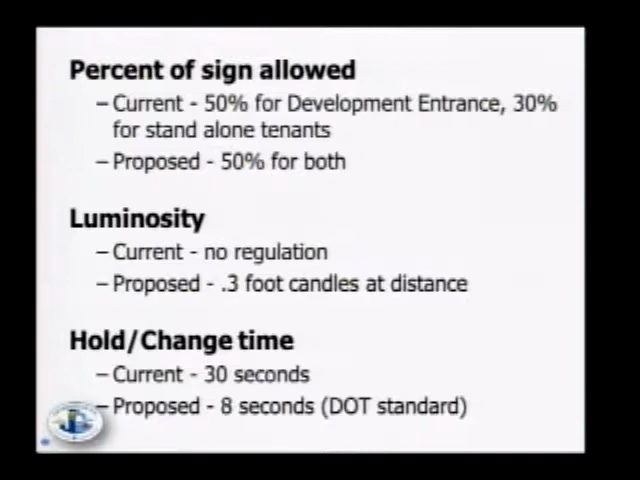 Percent of sign allowed
– Current - 50% for Development Entrance, 30%
for stand alone tenants
– Proposed - 50% for both
Luminosity
– Current - no regulation
– Proposed - .3 foot candles at distance
Hold/Change time
– Current - 30 seconds
– Proposed - 8 seconds (DOT standard)